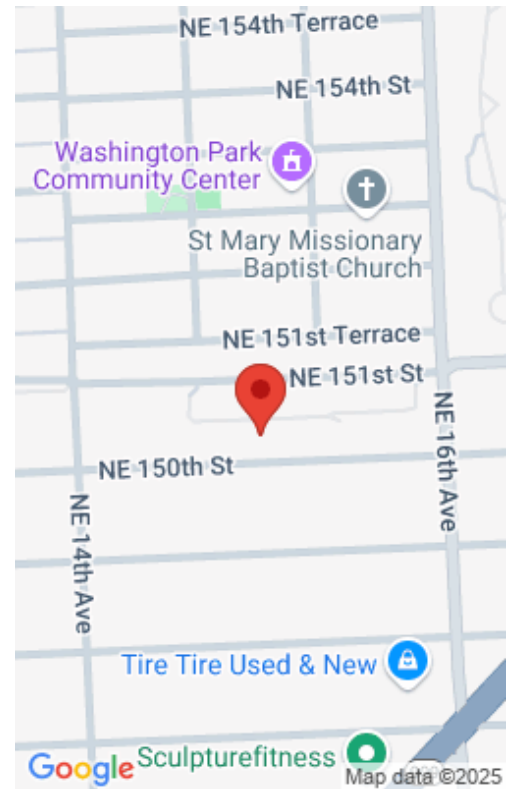 NE 154th Terrace
NE 154th St
Washington Park
Community Center
St Mary Missionary
Baptist Church
NE 151st Terrace
NE 151st St
NE 16th Ave
NE 150th St
NE 14th Ave
Tire Tire Used & New
Sculpturefitness
Google
Map data ©2025